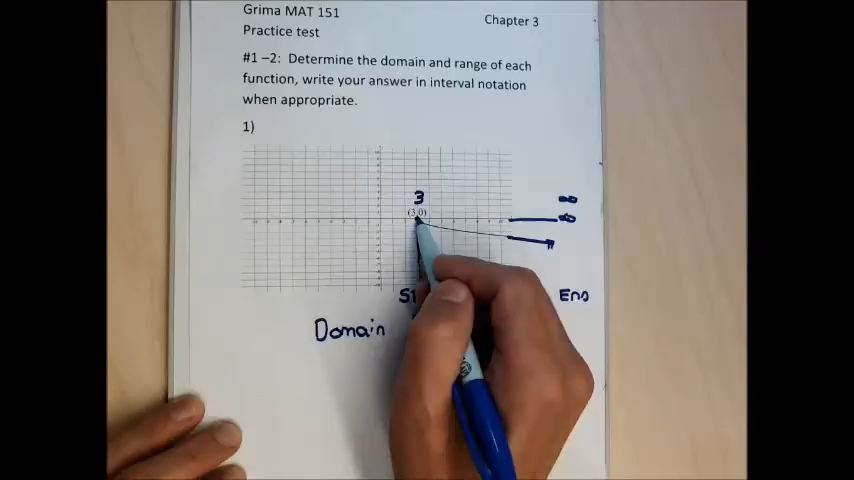 Grima MAT 151
Chapter 3
Practice test
#1 –2: Determine the domain and range of each
function, write your answer in interval notation
when appropriate.
1)
3
∞
(3,0)
∞
End
Domain